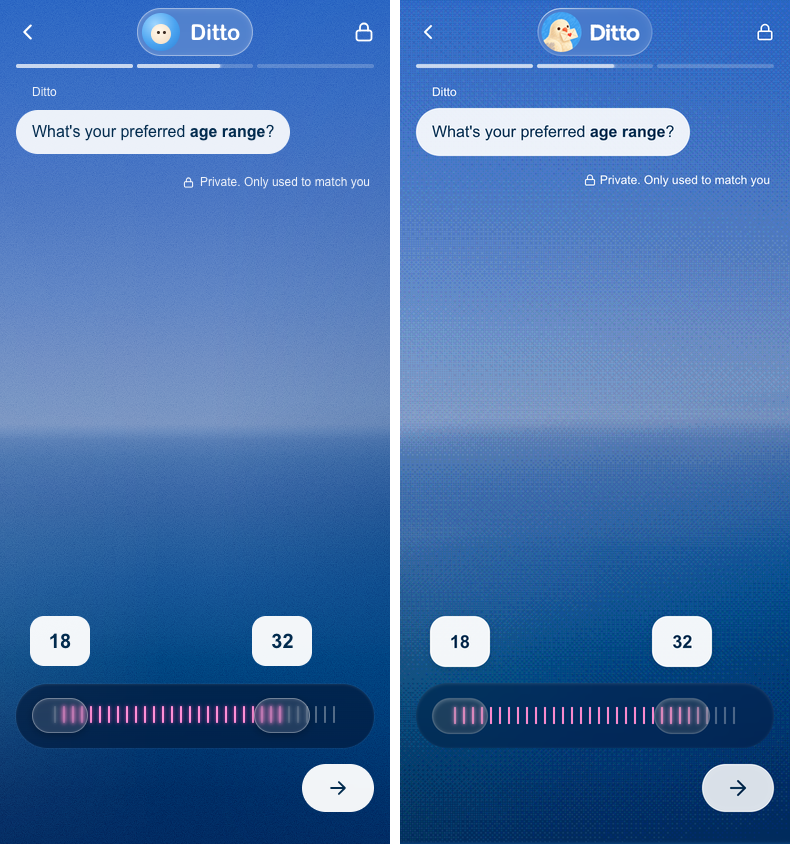 Ditto
Ditto
What's your preferred age range?
Private. Only used to match you
18
32
Ditto
Ditto
What's your preferred age range?
Private. Only used to match you
18
32